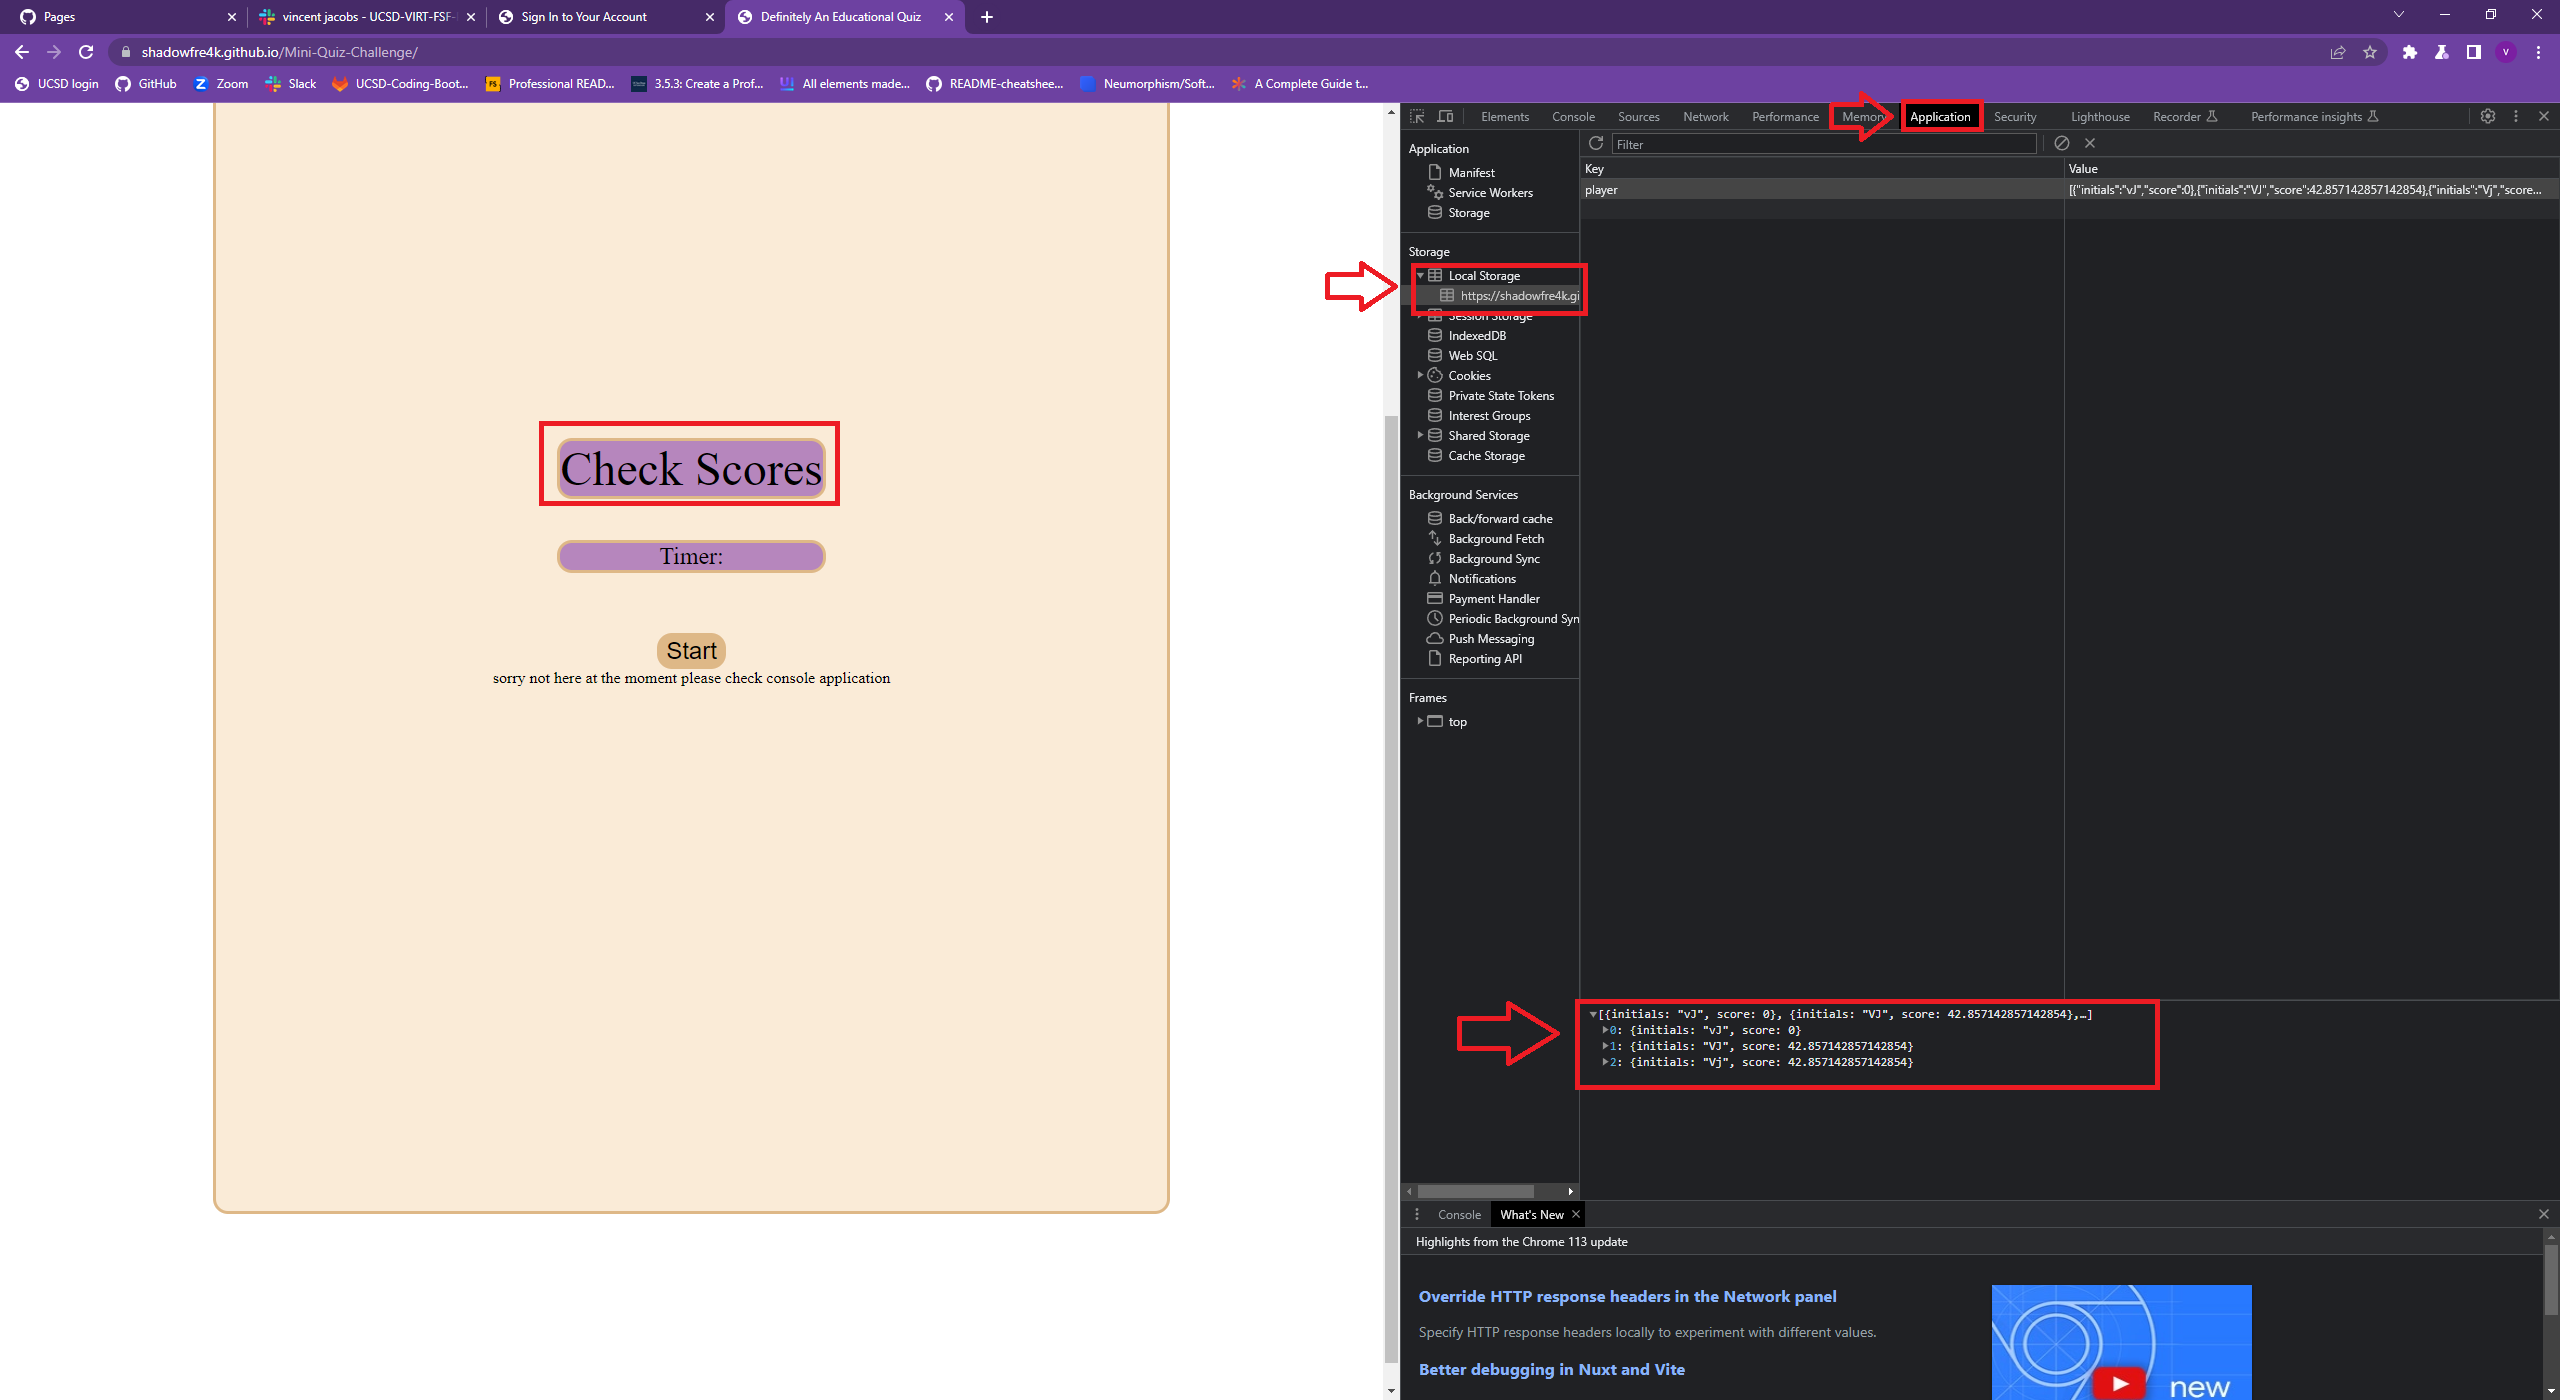 Pages
vincent jacobs - UCSD-VIRT-FSF-
Sign In to Your Account
Definitely An Educational Quiz
shadowfre4k.github.io/Mini-Quiz-Challenge/
V
UCSD login
GitHub
Zoom
Slack
UCSD-Coding-Boot...
Professional READ...
3.5.3: Create a Prof...
All elements made...
README-cheatshee...
Neumorphism/Soft...
A Complete Guide t...
Check Scores
Timer:
Start
sorry not here at the moment please check console application
Elements
Console
Sources
Network
Performance
Memory
Application
Security
Lighthouse
Recorder
Performance insights
Application
Manifest
Service Workers
Storage
Storage
Local Storage
https://shadowfre4k.gi
Session Storage
IndexedDB
Web SQL
Cookies
Private State Tokens
Interest Groups
Shared Storage
Cache Storage
Background Services
Back/forward cache
Background Fetch
Background Sync
Notifications
Payment Handler
Periodic Background Syn
Push Messaging
Reporting API
Frames
top
Filter
Key Value
player [{"initials":"vJ","score":0},{"initials":"VJ","score":42.857142857142854},{"initials":"Vj","score...
[{initials: "vJ", score: 0}, {initials: "VJ", score: 42.857142857142854},…]
0: {initials: "vJ", score: 0}
1: {initials: "VJ", score: 42.857142857142854}
2: {initials: "Vj", score: 42.857142857142854}
Console
What's New
Highlights from the Chrome 113 update
Override HTTP response headers in the Network panel
Specify HTTP response headers locally to experiment with different values.
Better debugging in Nuxt and Vite
new